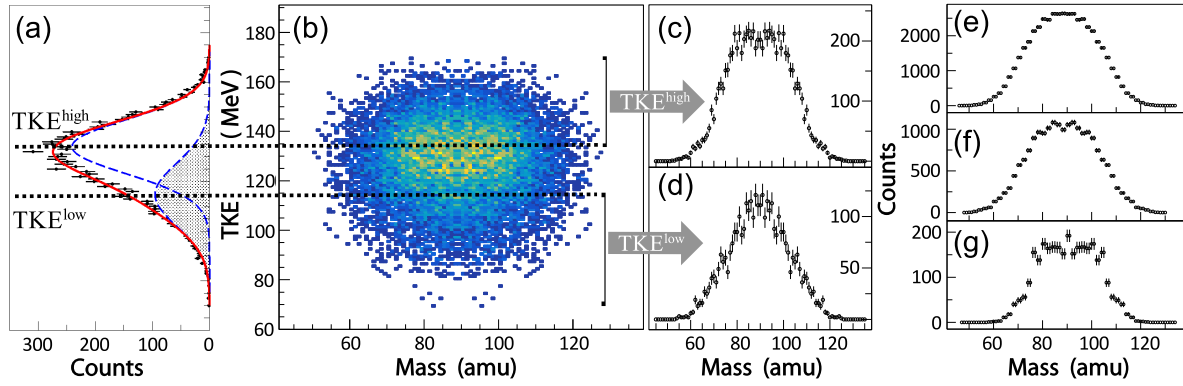 (a)
TKE^high
TKE^low
300 200 100 0
Counts
(b)
TKE (MeV)
180
160
140
120
100
80
60
60 80 100 120
Mass (amu)
(c)
TKE^high
200
100
(d)
TKE^low
100
50
60 80 100 120
Mass (amu)
Counts
(e)
2000
1000
0
(f)
1000
500
0
(g)
200
100
0
60 80 100 120
Mass (amu)